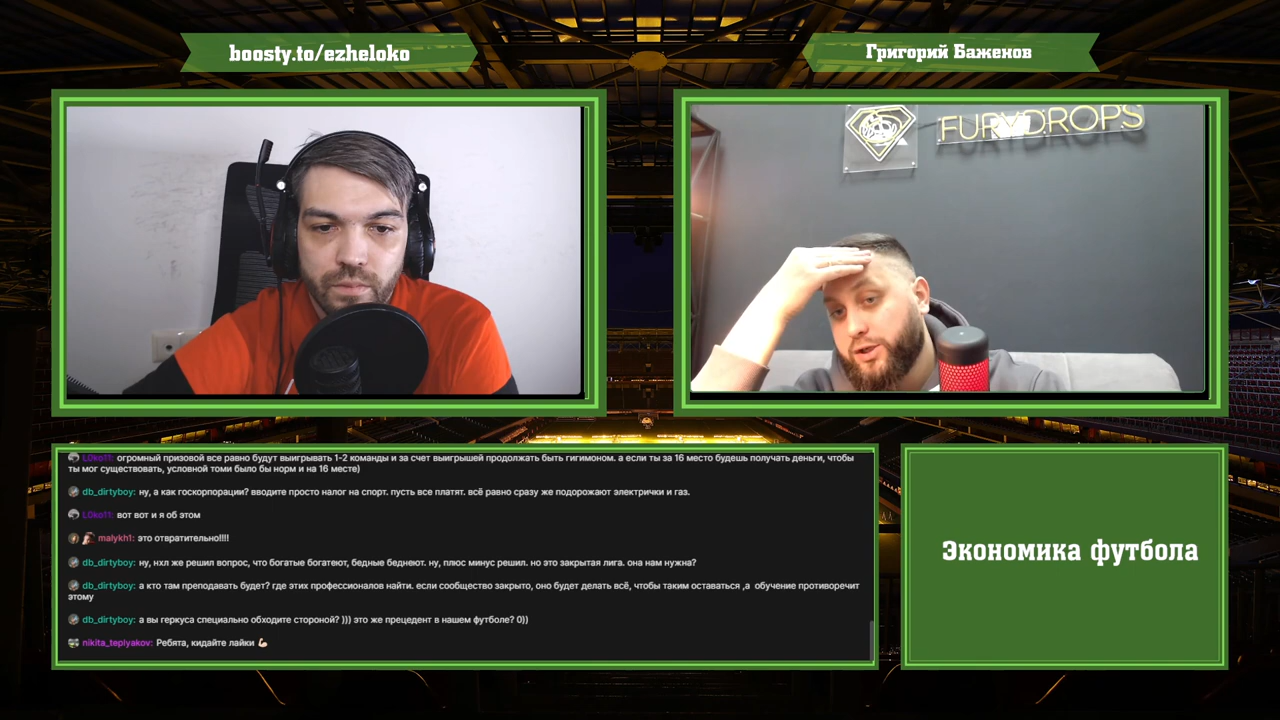 boosty.to/ezheloko
Григорий Баженов
FURYDROPS
L0ko11: огромный призовой все равно будут выигрывать 1-2 команды и за счет выигрышей продолжать быть гигимоном. а если ты за 16 место будешь получать деньги, чтобы
ты мог существовать, условной томи было бы норм и на 16 месте)
db_dirtyboy: ну, а как госкорпорации? вводите просто налог на спорт. пусть все платят. всё равно сразу же подорожают электрички и газ.
L0ko11: вот вот и я об этом
malykh1: это отвратительно!!!!
db_dirtyboy: ну, нхл же решил вопрос, что богатые богатеют, бедные беднеют. ну, плюс минус решил. но это закрытая лига. она нам нужна?
db_dirtyboy: а кто там преподавать будет? где этих профессионалов найти. если сообщество закрыто, оно будет делать всё, чтобы таким оставаться ,а обучение противоречит
этому
db_dirtyboy: а вы геркуса специально обходите стороной? ))) это же прецедент в нашем футболе? 0))
nikita_teplyakov: Ребята, кидайте лайки 💪🏻
Экономика футбола